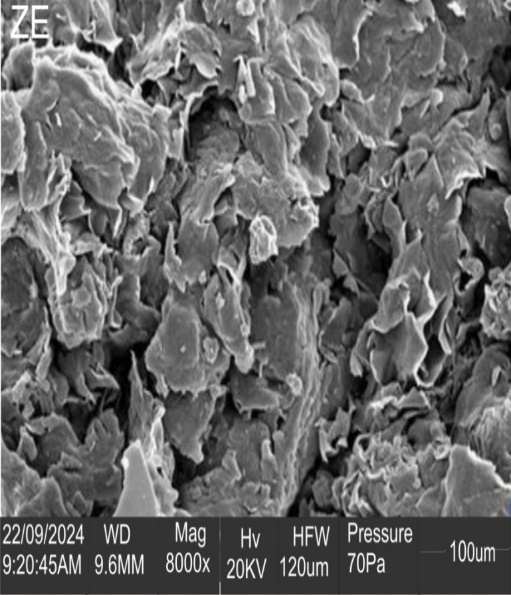 ZE
22/09/2024 WD Mag Hv HFW Pressure
9:20:45AM 9.6MM 8000x 20KV 120um 70Pa 100um